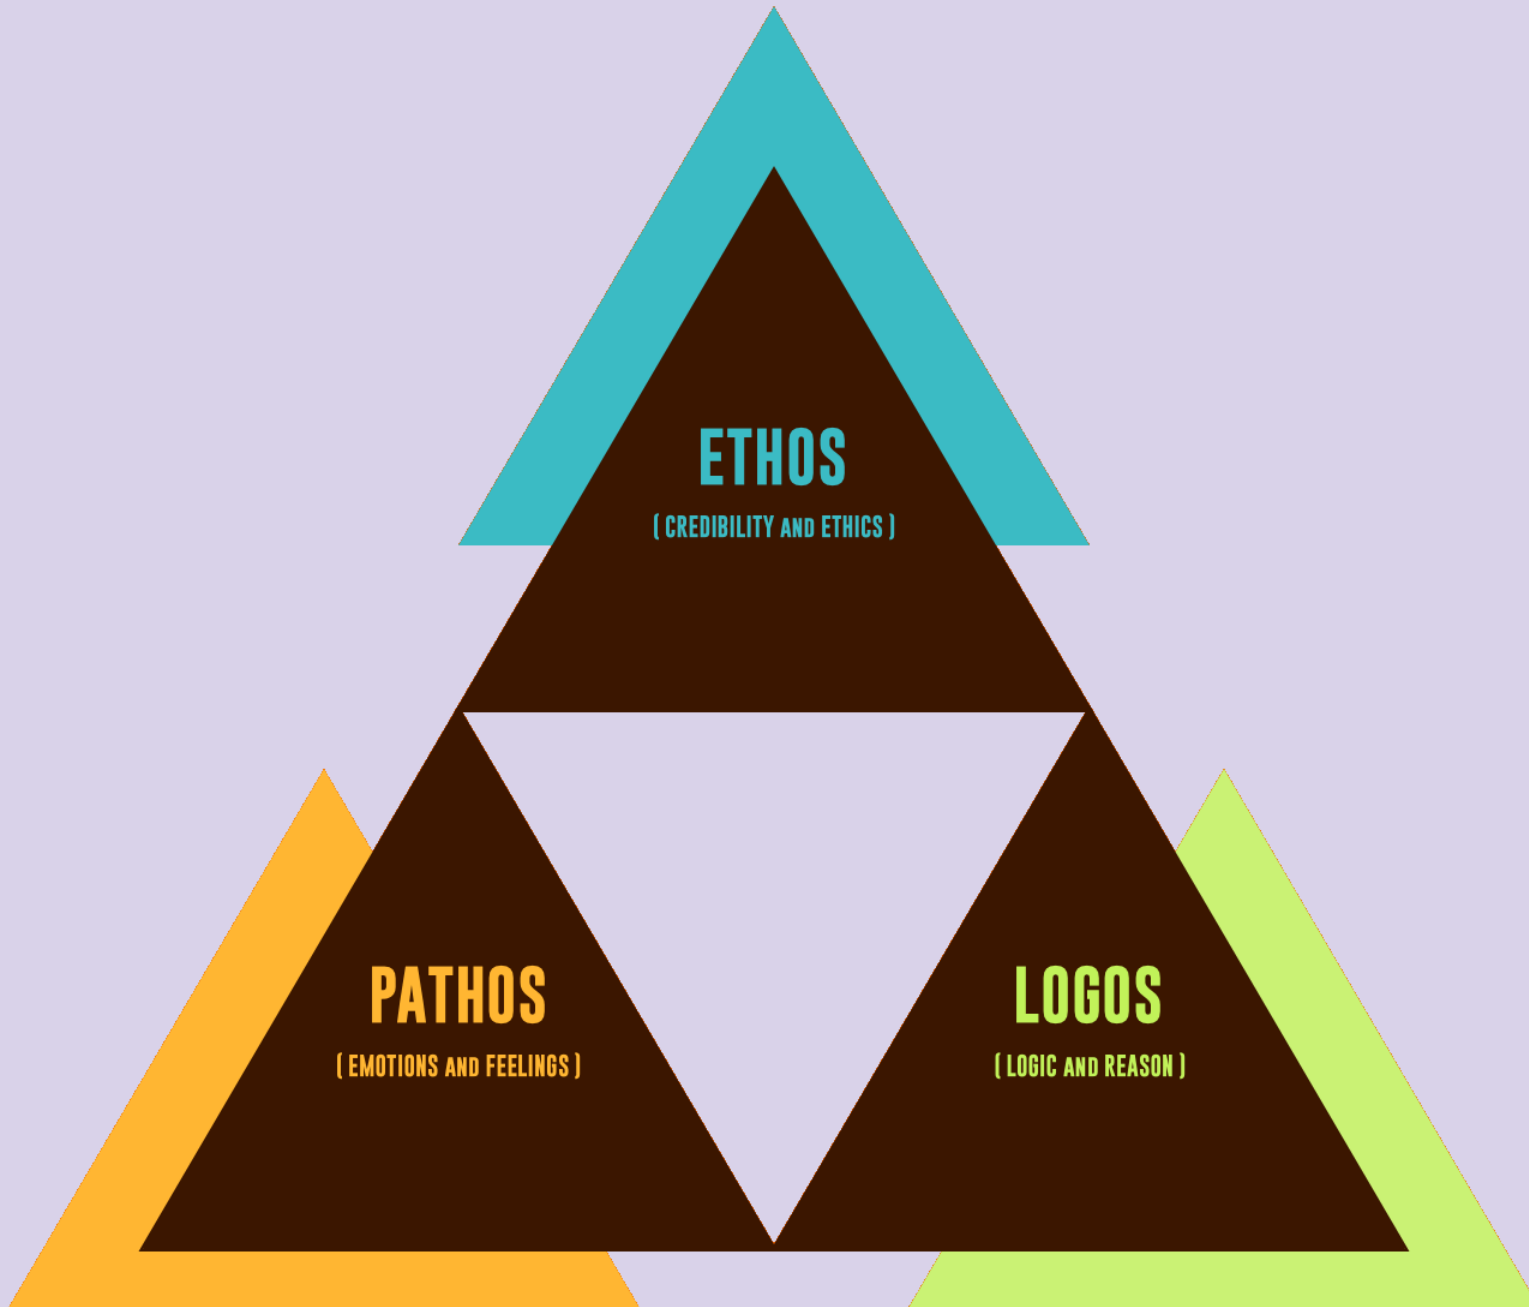 ETHOS
( CREDIBILITY AND ETHICS )
PATHOS
( EMOTIONS AND FEELINGS )
LOGOS
( LOGIC AND REASON )